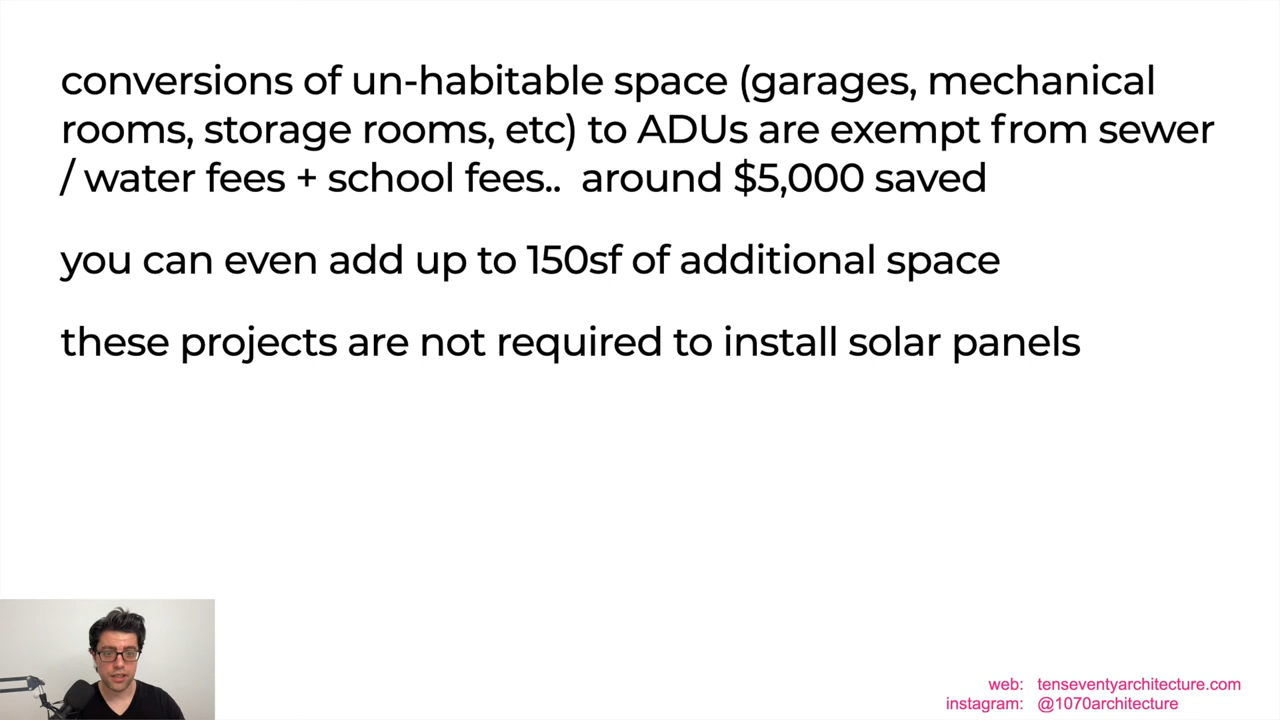 conversions of un-habitable space (garages, mechanical
rooms, storage rooms, etc) to ADUs are exempt from sewer
/ water fees + school fees..  around $5,000 saved
you can even add up to 150sf of additional space
these projects are not required to install solar panels
web: tenseventyarchitecture.com
instagram: @1070architecture